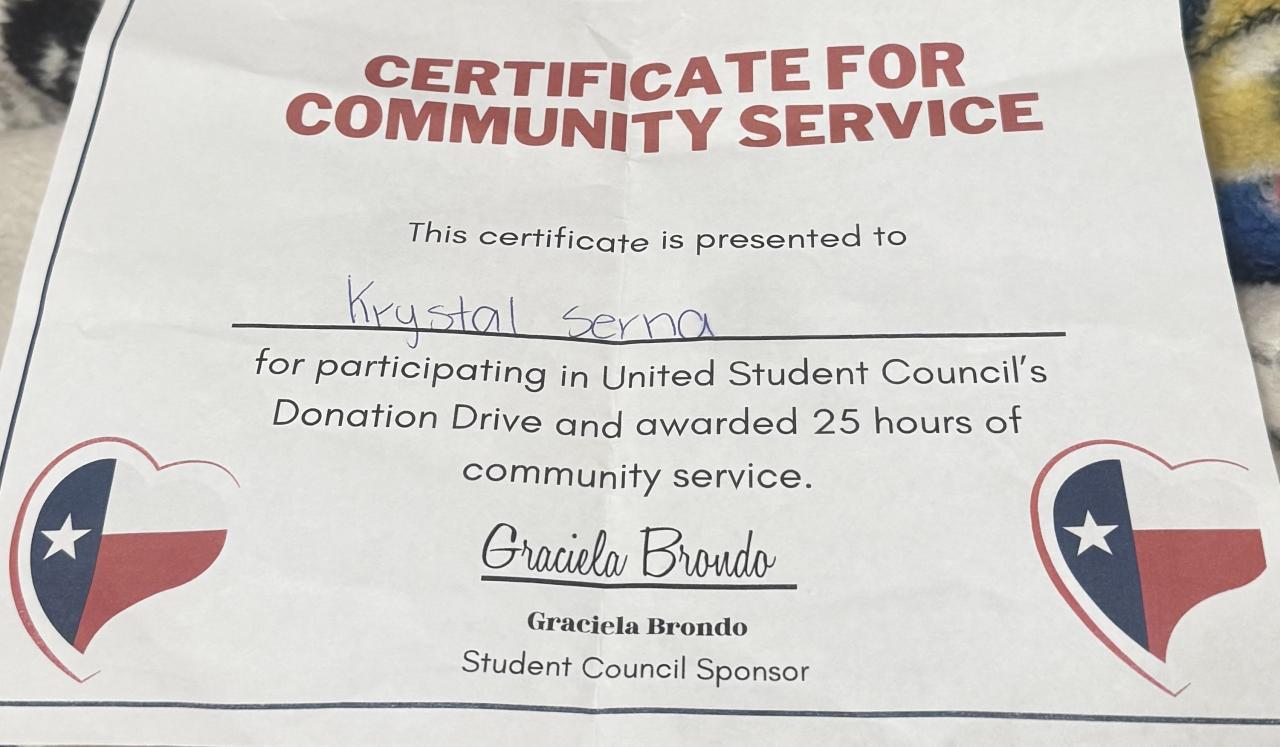 CERTIFICATE FOR
COMMUNITY SERVICE
This certificate is presented to
Krystal Serna
for participating in United Student Council's
Donation Drive and awarded 25 hours of
community service.
Graciela Brondo
Graciela Brondo
Student Council Sponsor